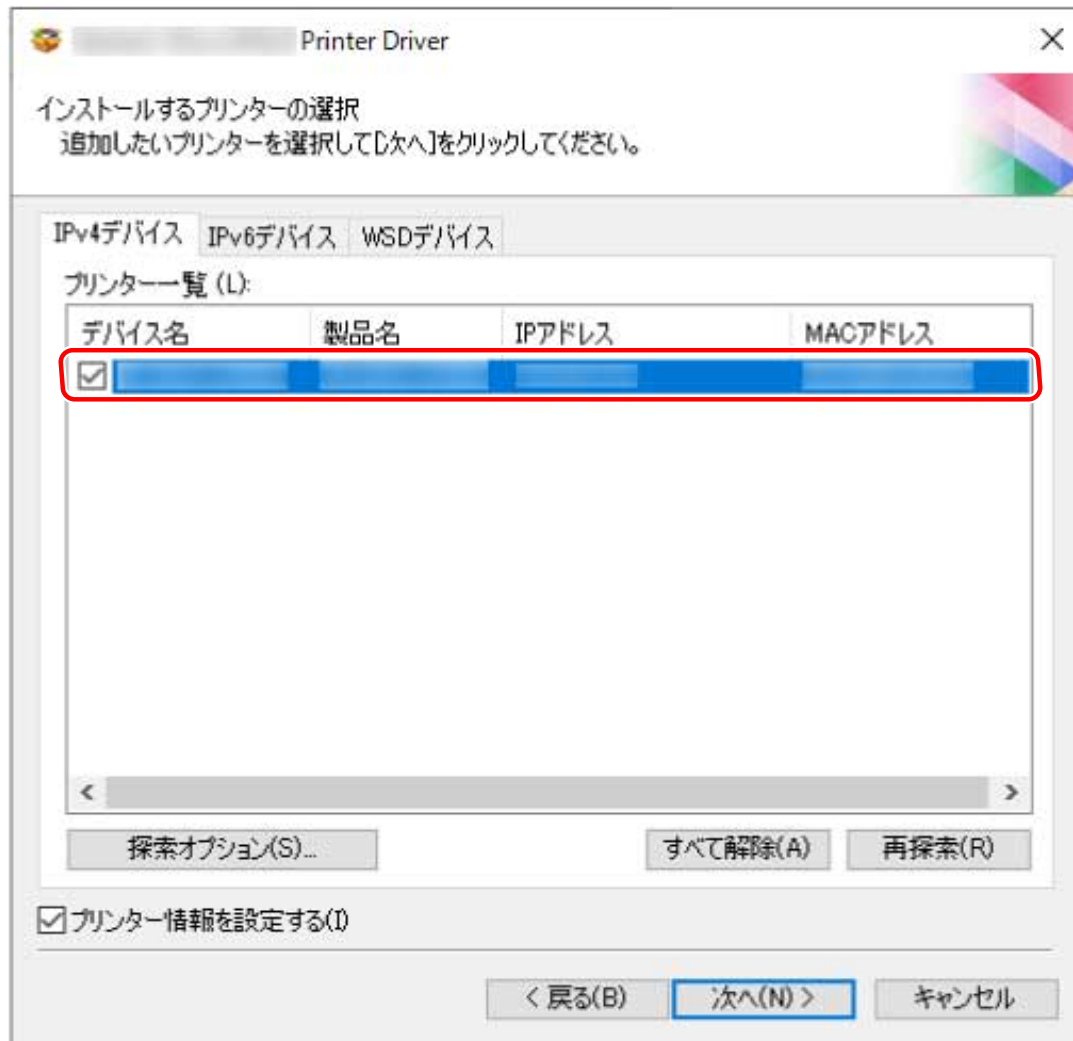 Printer Driver
インストールするプリンターの選択
追加したいプリンターを選択して[次へ]をクリックしてください。
IPv4デバイス IPv6デバイス WSDデバイス
プリンター一覧 (L):
デバイス名 製品名 IPアドレス MACアドレス
探索オプション(S)... すべて解除(A) 再探索(R)
プリンター情報を設定する(I)
< 戻る(B) 次へ(N) > キャンセル